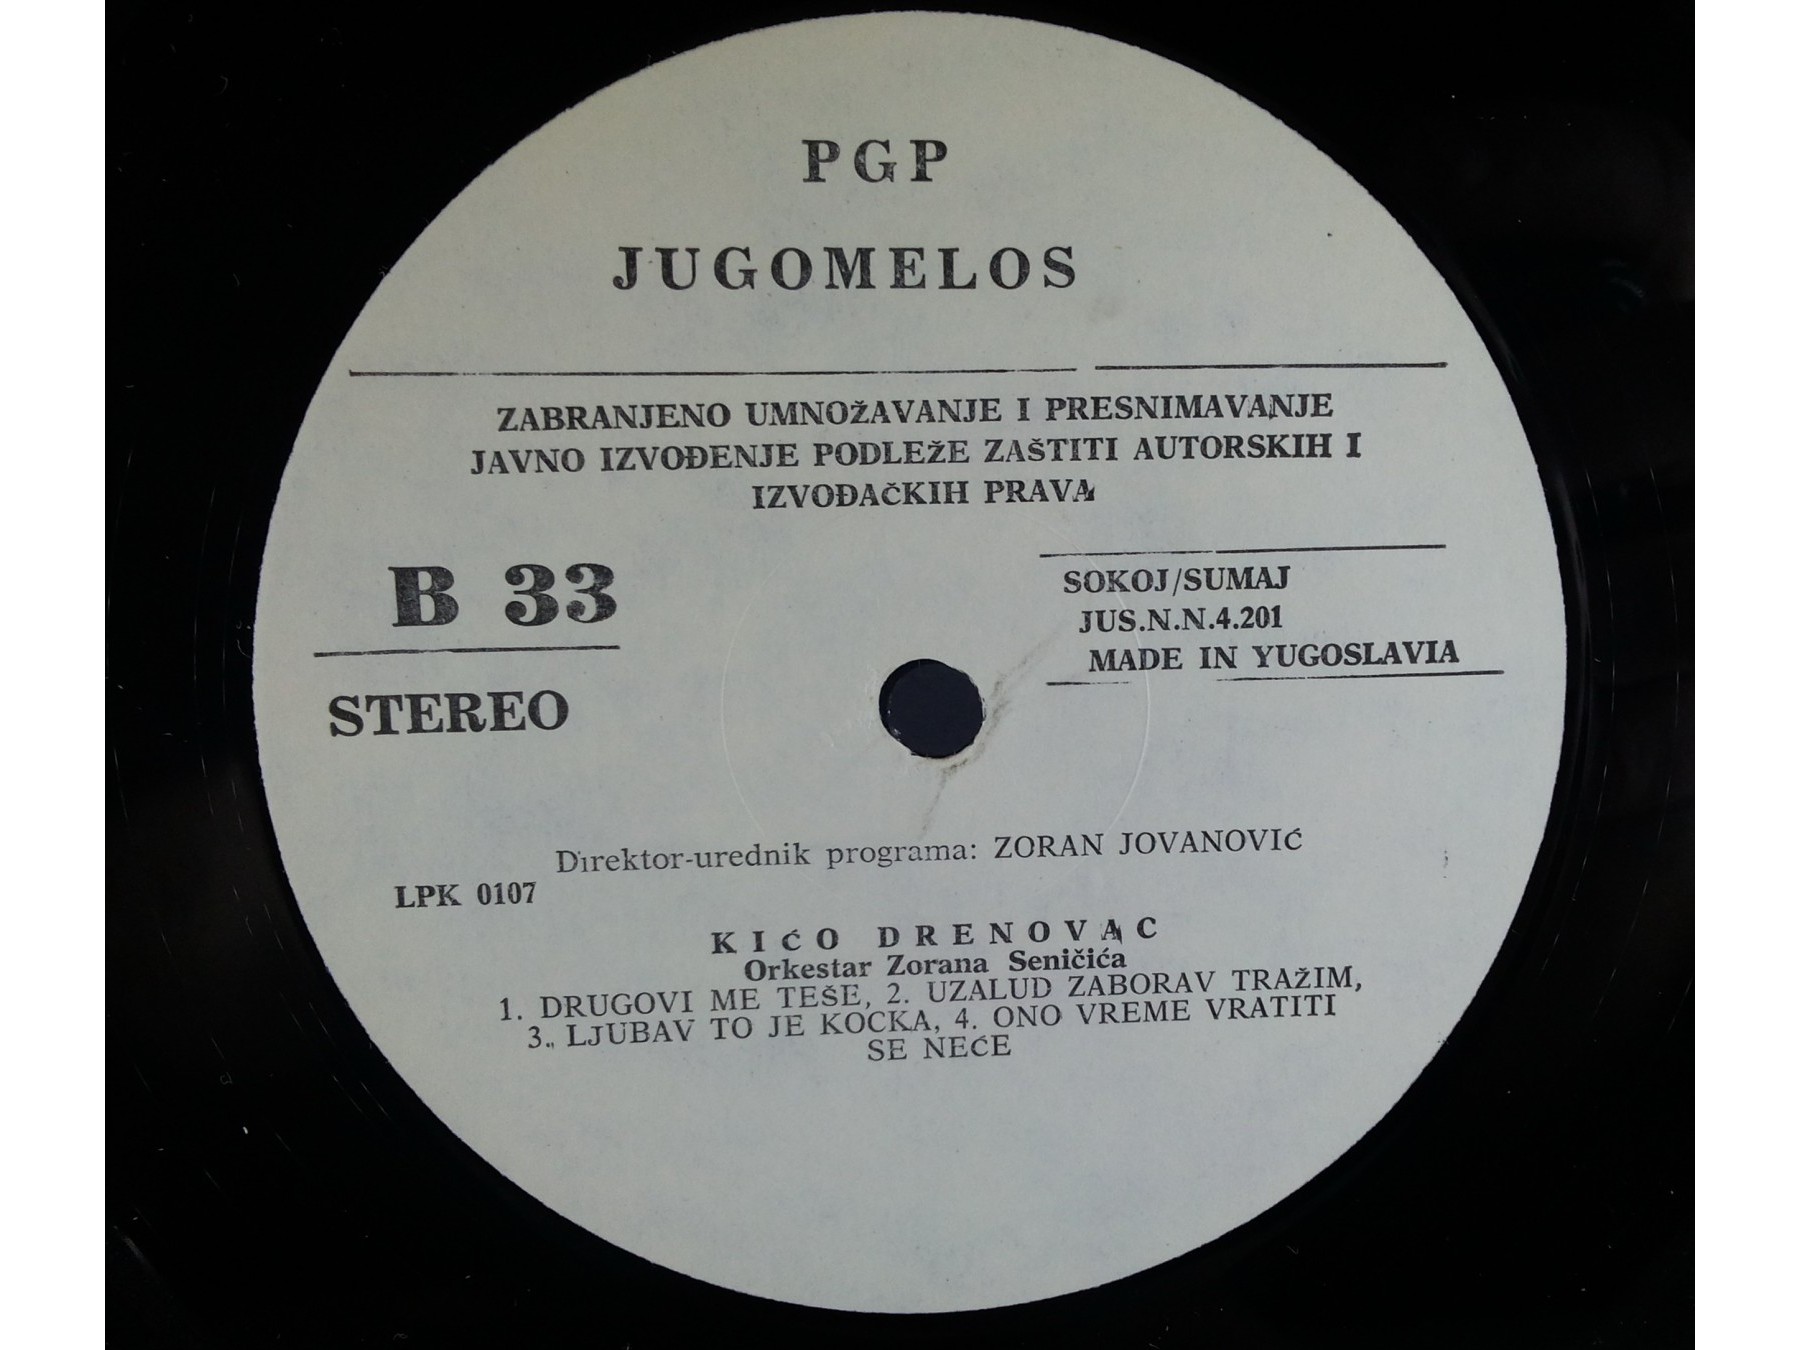 PGP
JUGOMELOS
ZABRANJENO UMNOŽAVANJE I PRESNIMAVANJE
JAVNO IZVOĐENJE PODLEŽE ZAŠTITI AUTORSKIH I
IZVOĐAČKIH PRAVA
B 33
STEREO
SOKOJ/SUMAJ
JUS.N.N.4.201
MADE IN YUGOSLAVIA
Direktor-urednik programa: ZORAN JOVANOVIĆ
LPK 0107
KIĆO DRENOVAC
Orkestar Zorana Seničića
1. DRUGOVI ME TEŠE, 2. UZALUD ZABORAV TRAŽIM,
3., LJUBAV TO JE KOCKA, 4. ONO VREME VRATITI
SE NEĆE